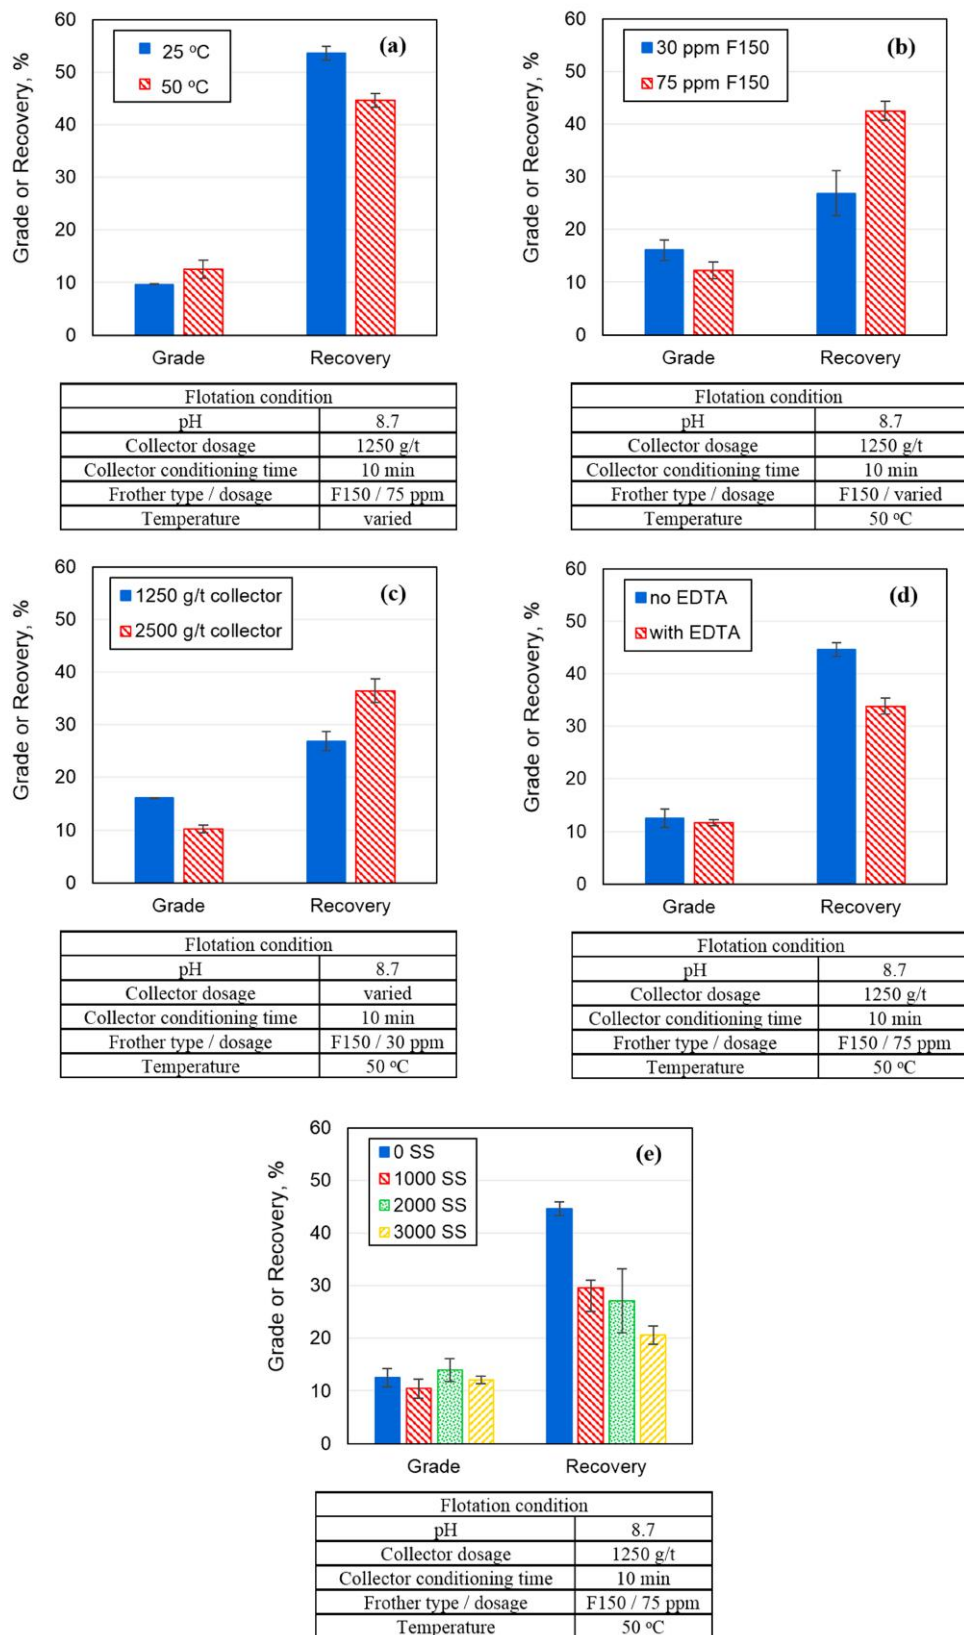 (a)
25 °C
50 °C
Grade or Recovery, %
60
50
40
30
20
10
0
Grade Recovery
Flotation condition
pH 8.7
Collector dosage 1250 g/t
Collector conditioning time 10 min
Frother type / dosage F150 / 75 ppm
Temperature varied
(b)
30 ppm F150
75 ppm F150
Grade or Recovery, %
60
50
40
30
20
10
0
Grade Recovery
Flotation condition
pH 8.7
Collector dosage 1250 g/t
Collector conditioning time 10 min
Frother type / dosage F150 / varied
Temperature 50 °C
(c)
1250 g/t collector
2500 g/t collector
Grade or Reovery, %
60
50
40
30
20
10
0
Grade Recovery
Flotation condition
pH 8.7
Collector dosage varied
Collector conditioning time 10 min
Frother type / dosage F150 / 30 ppm
Temperature 50 °C
(d)
no EDTA
with EDTA
Grade or Recovery, %
60
50
40
30
20
10
0
Grade Recovery
Flotation condition
pH 8.7
Collector dosage 1250 g/t
Collector conditioning time 10 min
Frother type / dosage F150 / 75 ppm
Temperature 50 °C
(e)
0 SS
1000 SS
2000 SS
3000 SS
Grade or Recovery, %
60
50
40
30
20
10
0
Grade Recovery
Flotation condition
pH 8.7
Collector dosage 1250 g/t
Collector conditioning time 10 min
Frother type / dosage F150 / 75 ppm
Temperature 50 °C